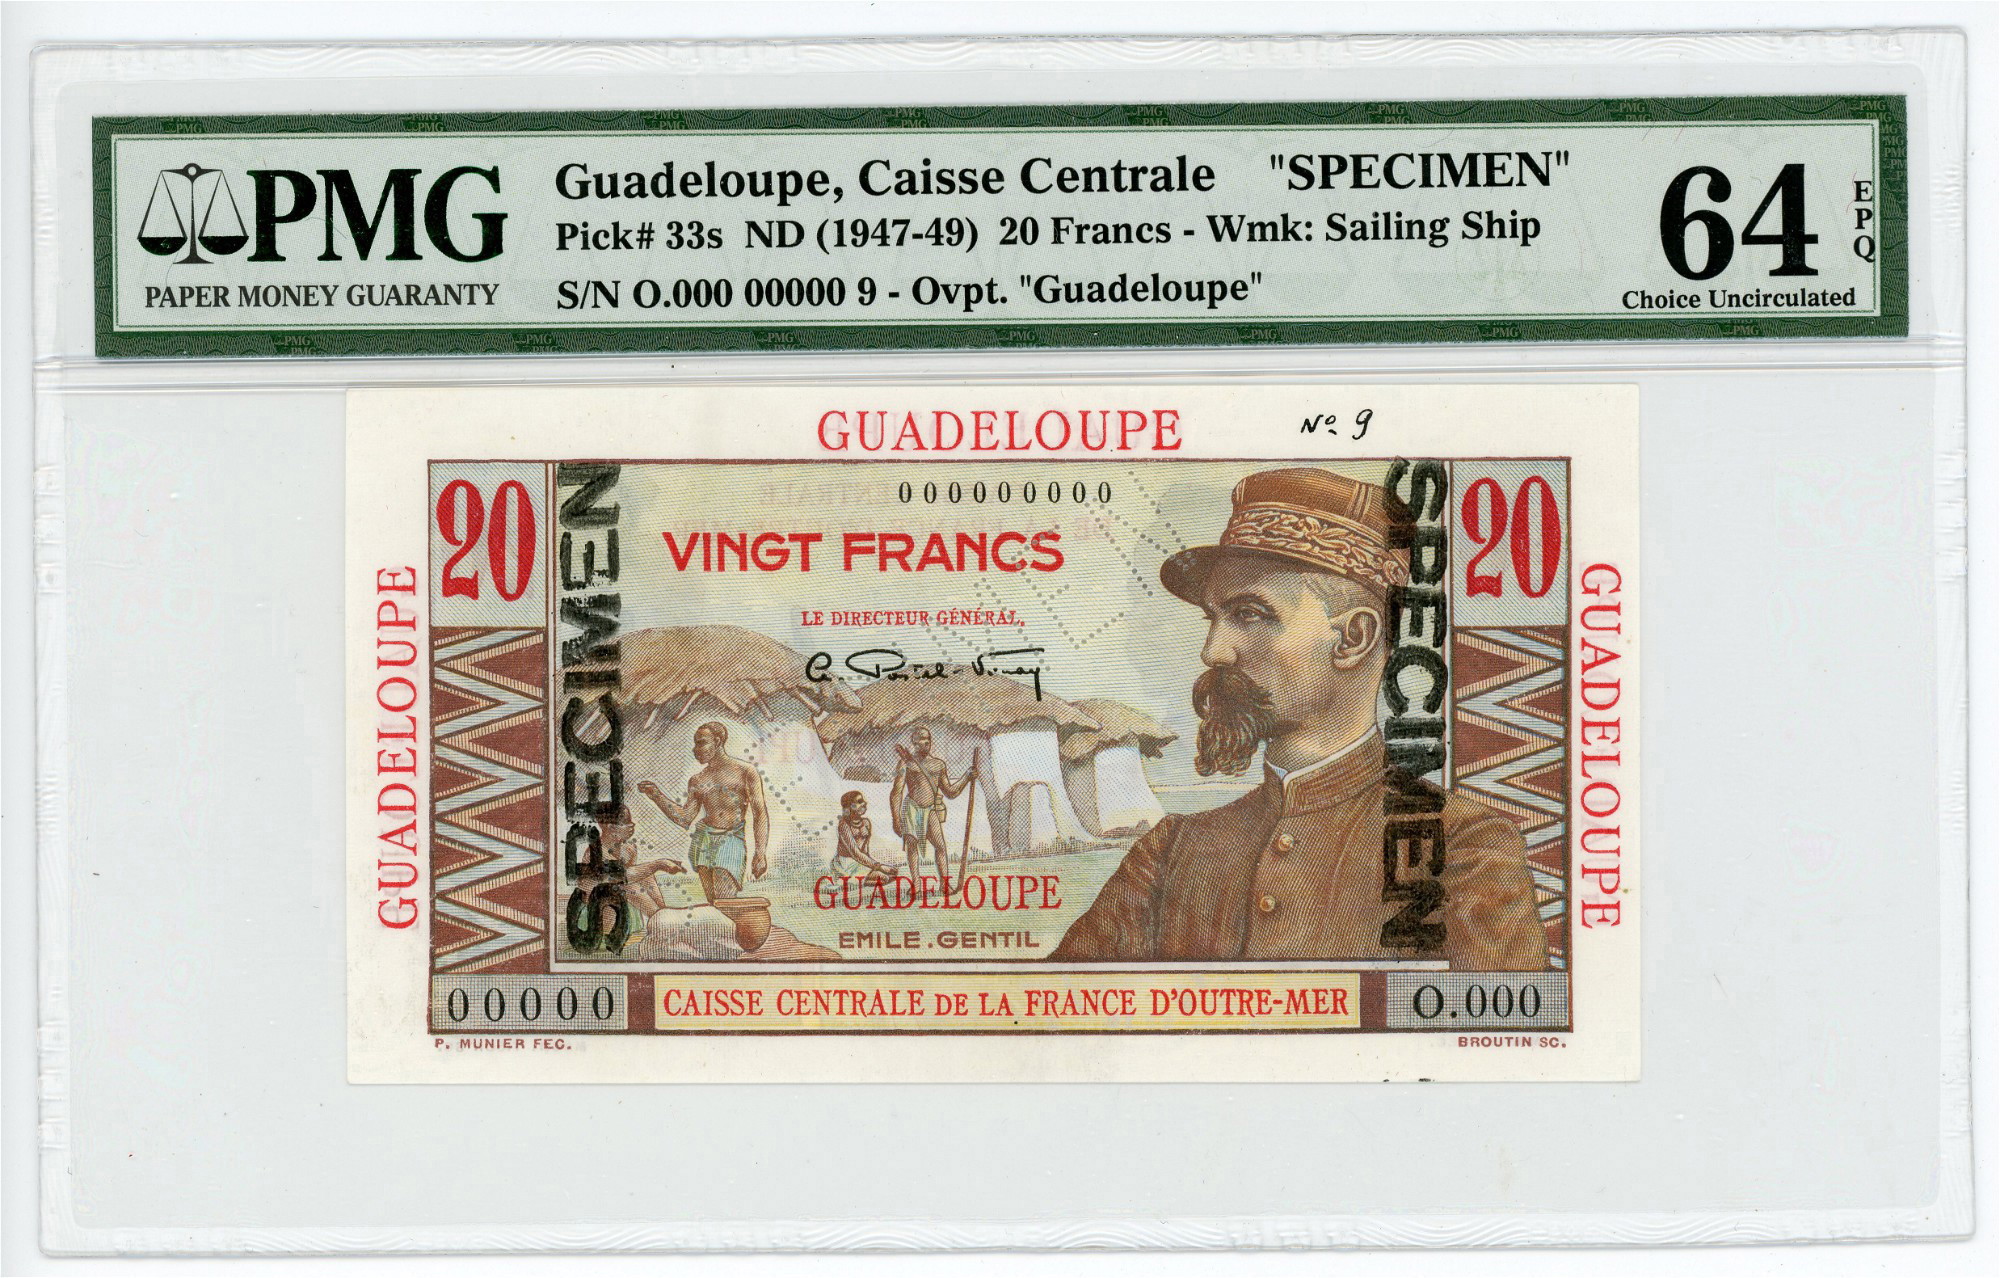 PMG
PAPER MONEY GUARANTY
Guadeloupe, Caisse Centrale "SPECIMEN"
Pick# 33s ND (1947-49) 20 Francs - Wmk: Sailing Ship
S/N O.000 00000 9 - Ovpt. "Guadeloupe"
64
EPQ
Choice Uncirculated
GUADELOUPE
Nº 9
20
SPECIMEN
000000000
SPECIMEN
20
VINGT FRANCS
LE DIRECTEUR GÉNÉRAL.
GUADELOUPE
GUADELOUPE
GUADELOUPE
EMILE.GENTIL
00000
CAISSE CENTRALE DE LA FRANCE D'OUTRE-MER
O.000
P. MUNIER FEC.
BROUTIN SC.